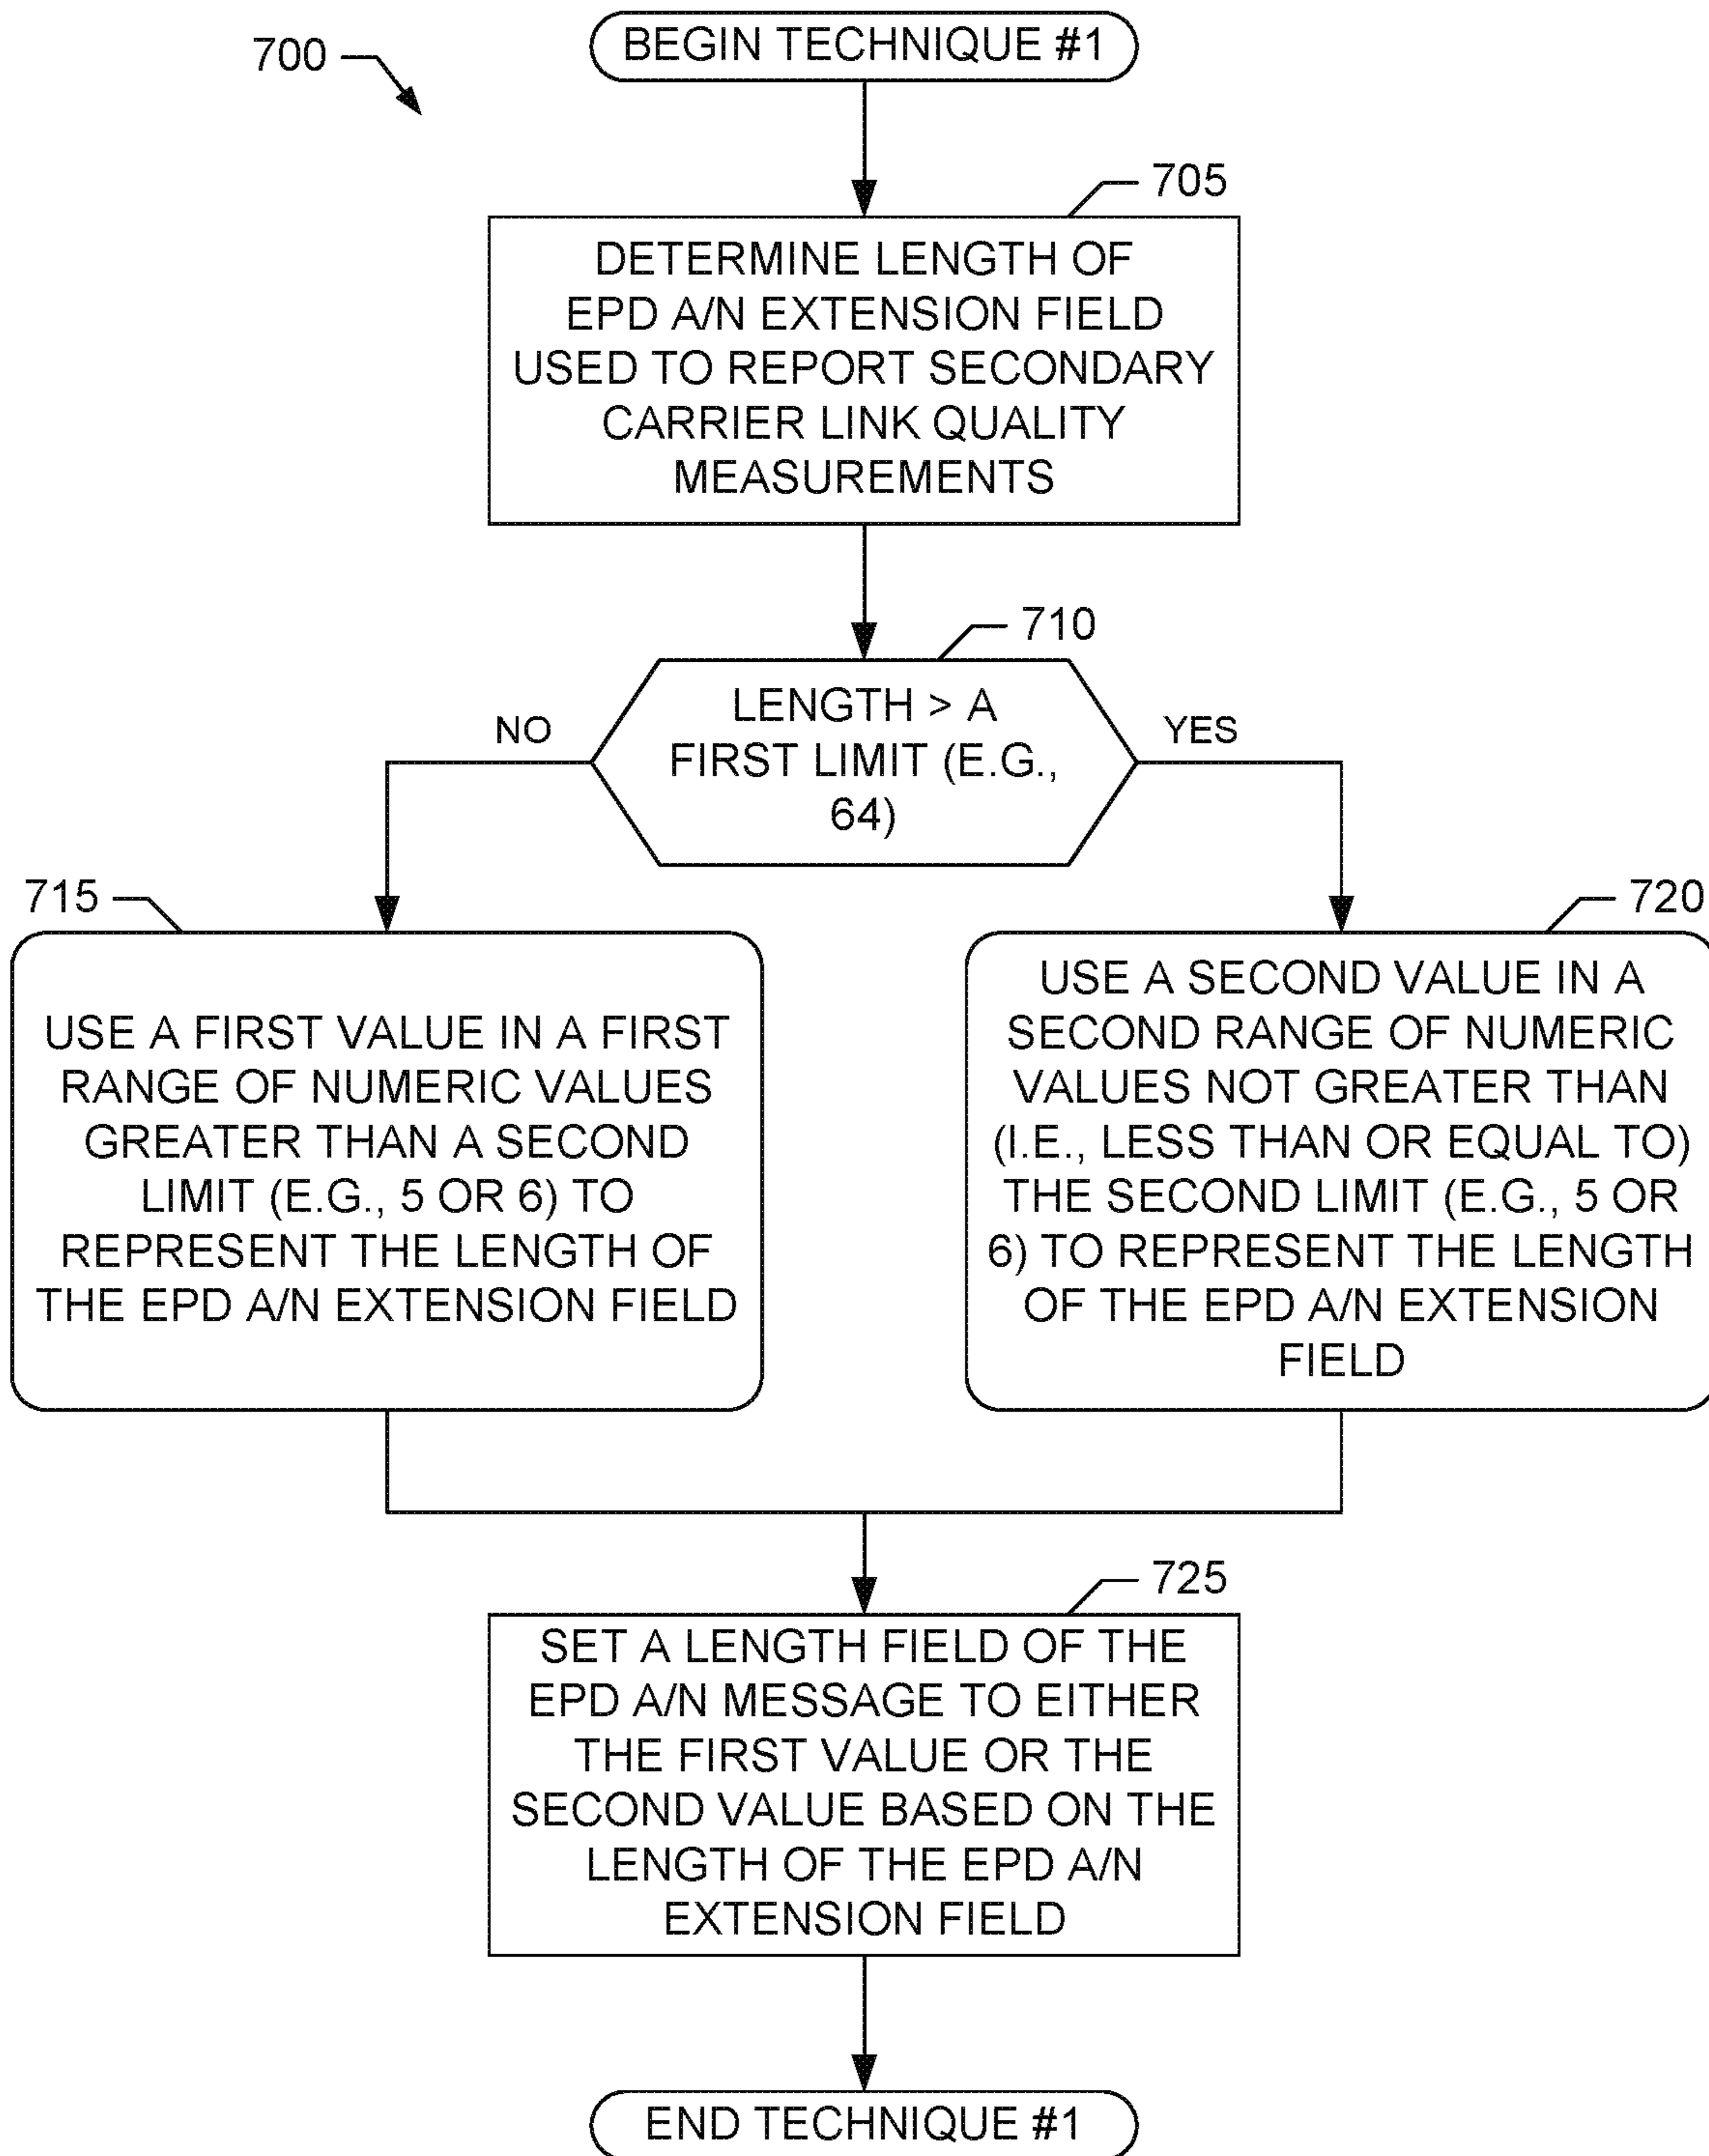 700
BEGIN TECHNIQUE #1
705
DETERMINE LENGTH OF
EPD A/N EXTENSION FIELD
USED TO REPORT SECONDARY
CARRIER LINK QUALITY
MEASUREMENTS
710
LENGTH > A
FIRST LIMIT (E.G.,
64)
NO
YES
715
USE A FIRST VALUE IN A FIRST
RANGE OF NUMERIC VALUES
GREATER THAN A SECOND
LIMIT (E.G., 5 OR 6) TO
REPRESENT THE LENGTH OF
THE EPD A/N EXTENSION FIELD
720
USE A SECOND VALUE IN A
SECOND RANGE OF NUMERIC
VALUES NOT GREATER THAN
(I.E., LESS THAN OR EQUAL TO)
THE SECOND LIMIT (E.G., 5 OR
6) TO REPRESENT THE LENGTH
OF THE EPD A/N EXTENSION
FIELD
725
SET A LENGTH FIELD OF THE
EPD A/N MESSAGE TO EITHER
THE FIRST VALUE OR THE
SECOND VALUE BASED ON THE
LENGTH OF THE EPD A/N
EXTENSION FIELD
END TECHNIQUE #1